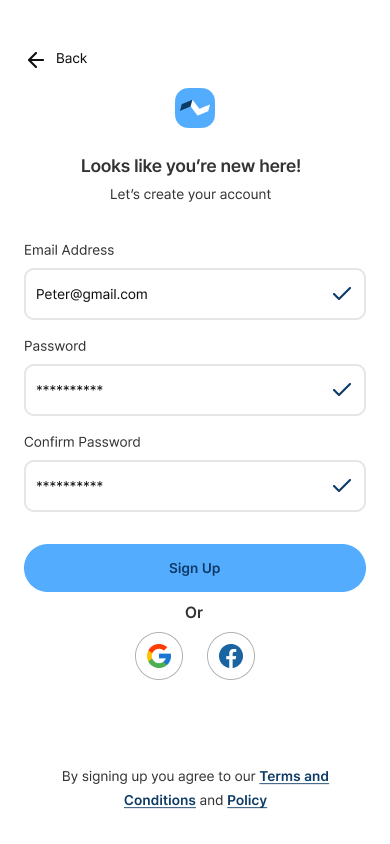 Back
Looks like you’re new here!
Let’s create your account
Email Address
Peter@gmail.com
Password
**********
Confirm Password
**********
Sign Up
Or
By signing up you agree to our Terms and
Conditions and Policy